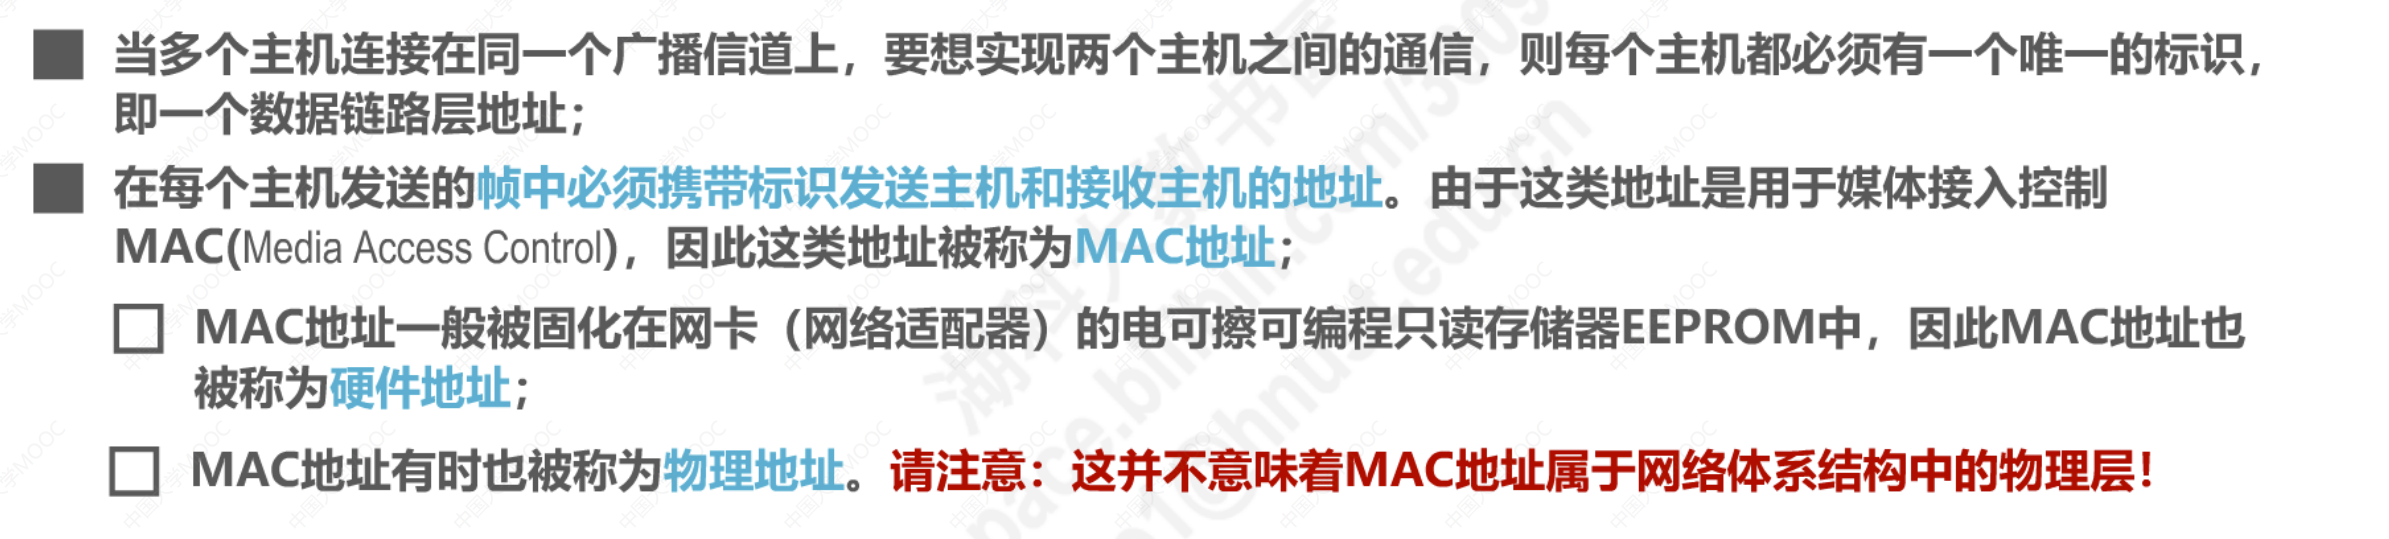 当多个主机连接在同一个广播信道上，要想实现两个主机之间的通信，则每个主机都必须有一个唯一的标识，
即一个数据链路层地址；
在每个主机发送的帧中必须携带标识发送主机和接收主机的地址。由于这类地址是用于媒体接入控制
MAC(Media Access Control)，因此这类地址被称为MAC地址；
MAC地址一般被固化在网卡（网络适配器）的电可擦可编程只读存储器EEPROM中，因此MAC地址也
被称为硬件地址；
MAC地址有时也被称为物理地址。请注意：这并不意味着MAC地址属于网络体系结构中的物理层！